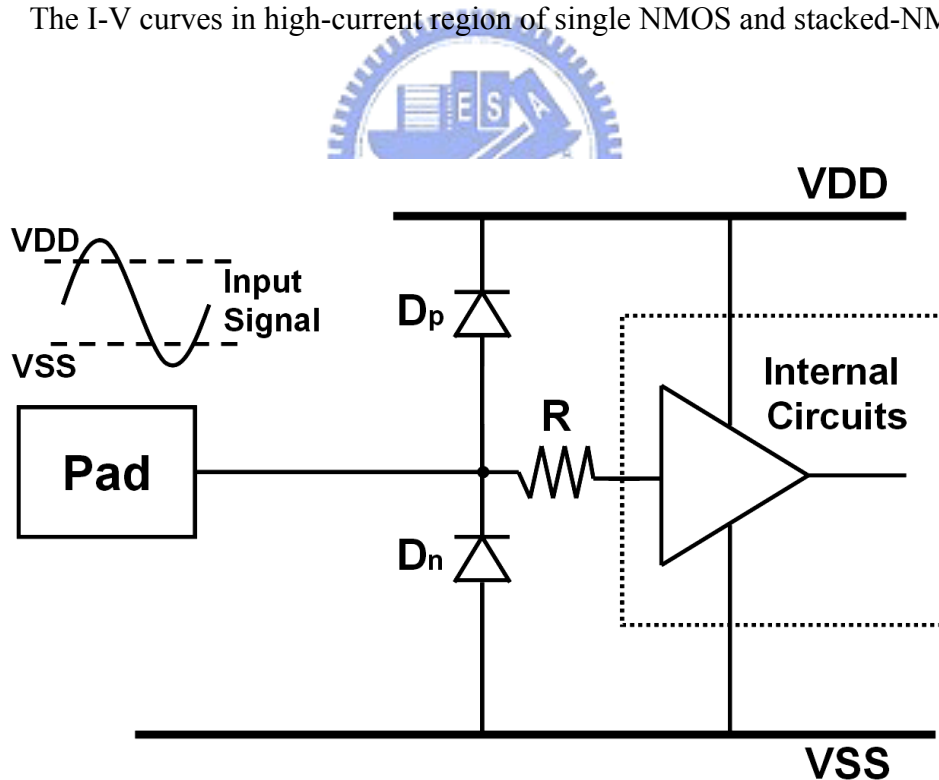 The I-V curves in high-current region of single NMOS and stacked-NM
ESA
VDD
VDD
Input
Signal
VSS
Dp
Dn
Pad
R
Internal
Circuits
VSS